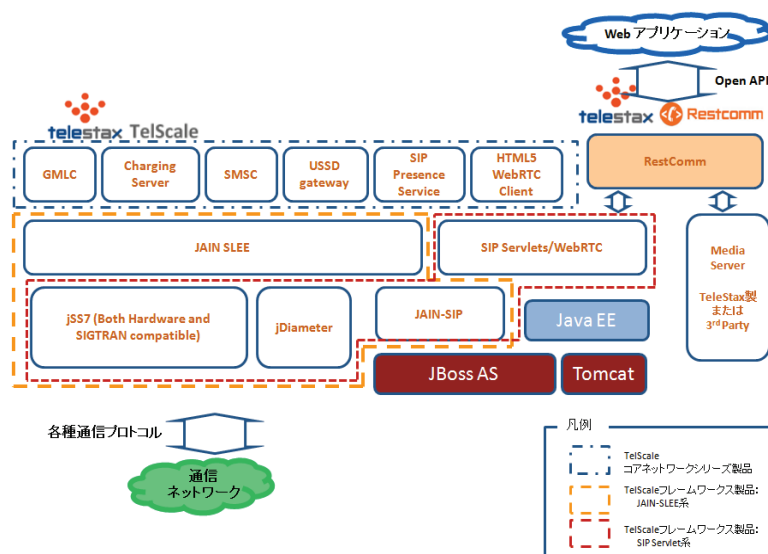 Web アプリケーション
Open API
telestax TelScale
telestax Restcomm
GMLC
Charging
Server
SMSC
USSD
gateway
SIP
Presence
Service
HTML5
WebRTC
Client
RestComm
JAIN SLEE
SIP Servlets/WebRTC
Media
Server
TeleStax製
または
3rd Party
jSS7 (Both Hardware and
SIGTRAN compatible)
jDiameter
JAIN-SIP
Java EE
JBoss AS
Tomcat
各種通信プロトコル
通信
ネットワーク
凡例
TelScale
コアネットワークシリーズ製品
TelScaleフレームワークス製品:
JAIN-SLEE系
TelScaleフレームワークス製品:
SIP Servlet系